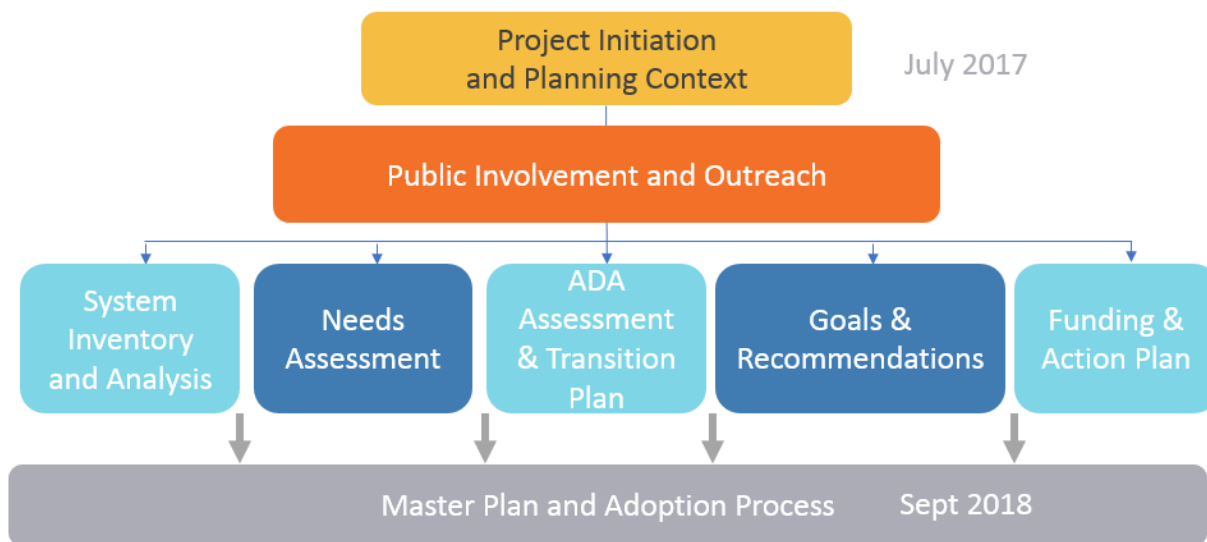 Project Initiation
and Planning Context
July 2017
Public Involvement and Outreach
System
Inventory
and Analysis
Needs
Assessment
ADA
Assessment
& Transition
Plan
Goals &
Recommendations
Funding &
Action Plan
Master Plan and Adoption Process Sept 2018